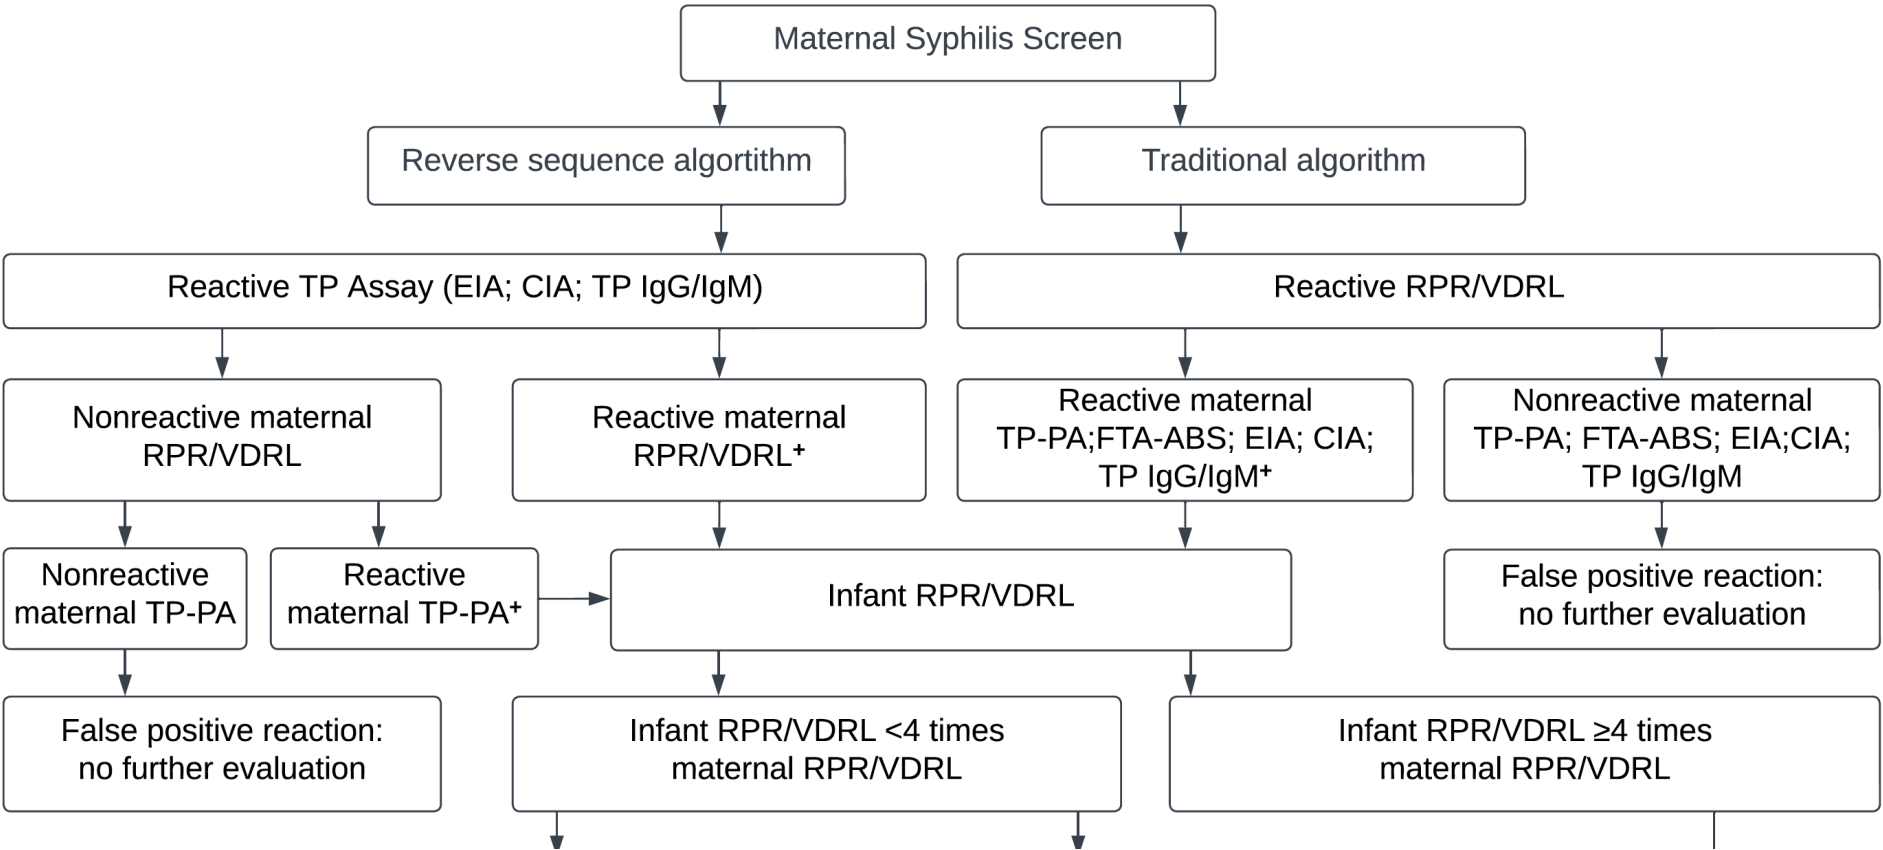 Maternal Syphilis Screen
Reverse sequence algortithm
Traditional algorithm
Reactive TP Assay (EIA; CIA; TP IgG/IgM)
Reactive RPR/VDRL
Nonreactive maternal
RPR/VDRL
Reactive maternal
RPR/VDRL⁺
Reactive maternal
TP-PA;FTA-ABS; EIA; CIA;
TP IgG/IgM⁺
Nonreactive maternal
TP-PA; FTA-ABS; EIA;CIA;
TP IgG/IgM
Nonreactive
maternal TP-PA
Reactive
maternal TP-PA⁺
Infant RPR/VDRL
False positive reaction:
no further evaluation
False positive reaction:
no further evaluation
Infant RPR/VDRL <4 times
maternal RPR/VDRL
Infant RPR/VDRL ≥4 times
maternal RPR/VDRL